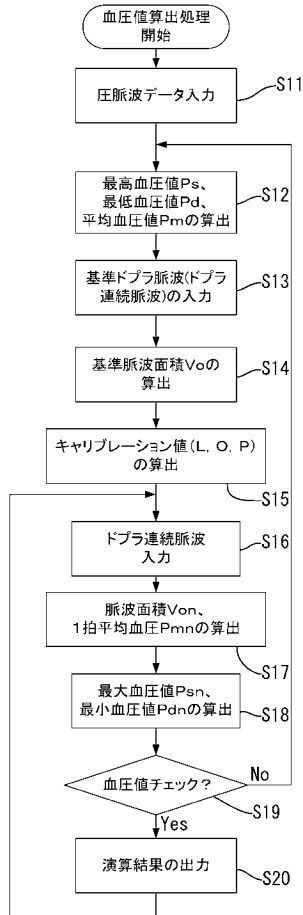 血圧値算出処理
開始
圧脈波データ入力
S11
最高血圧値Ps、
最低血圧値Pd、
平均血圧値Pmの算出
S12
基準ドプラ脈波(ドプラ
連続脈波)の入力
S13
基準脈波面積Voの
算出
S14
キャリブレーション値(L, O, P)
の算出
S15
ドプラ連続脈波
入力
S16
脈波面積Von、
1拍平均血圧Pmnの算出
S17
最大血圧値Psn、
最小血圧値Pdnの算出
S18
血圧値チェック?
No
S19
Yes
演算結果の出力
S20